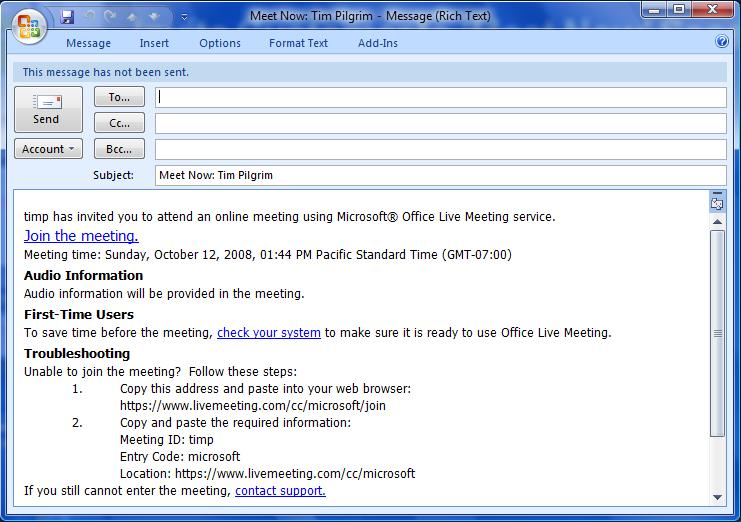 Meet Now: Tim Pilgrim - Message (Rich Text)
Message Insert Options Format Text Add-Ins
This message has not been sent.
Send
To...
Cc...
Account
Bcc...
Subject: Meet Now: Tim Pilgrim
timp has invited you to attend an online meeting using Microsoft® Office Live Meeting service.
Join the meeting.
Meeting time: Sunday, October 12, 2008, 01:44 PM Pacific Standard Time (GMT-07:00)
Audio Information
Audio information will be provided in the meeting.
First-Time Users
To save time before the meeting, check your system to make sure it is ready to use Office Live Meeting.
Troubleshooting
Unable to join the meeting? Follow these steps:
1. Copy this address and paste into your web browser:
https://www.livemeeting.com/cc/microsoft/join
2. Copy and paste the required information:
Meeting ID: timp
Entry Code: microsoft
Location: https://www.livemeeting.com/cc/microsoft
If you still cannot enter the meeting, contact support.